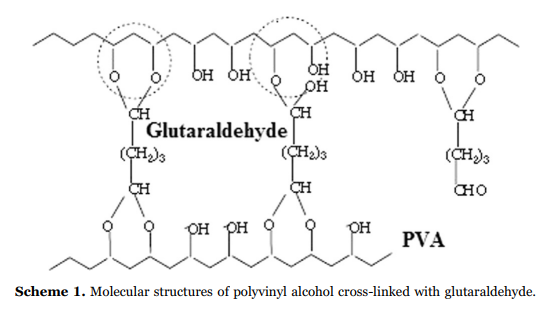 O O OH OH O OH OH OH OH O O
CH CH CH
Glutaraldehyde
(CH₂)₃ (CH₂)₃ (CH₂)₃
CH CH CHO
O O OH OH O O OH PVA
Scheme 1. Molecular structures of polyvinyl alcohol cross-linked with glutaraldehyde.